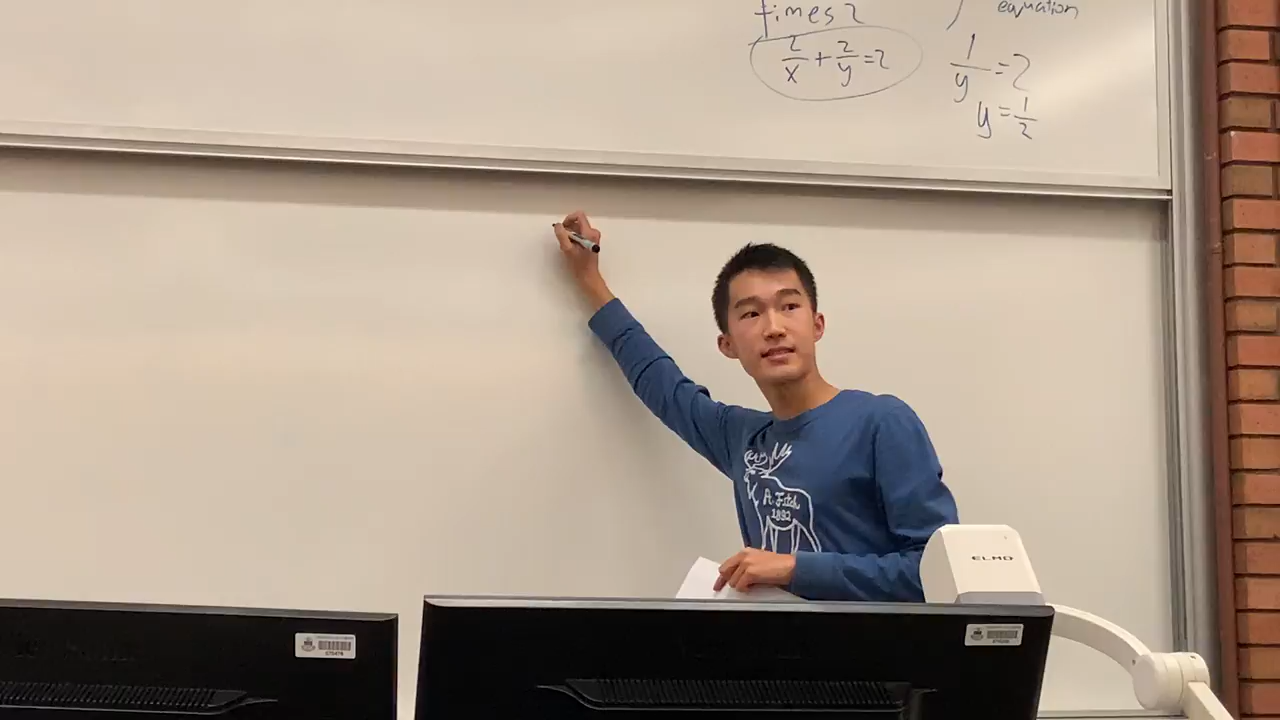 times 2
2/x + 2/y = 2
equation
1/y = 2
y = 1/2
A. Fitch
1892
ELMO